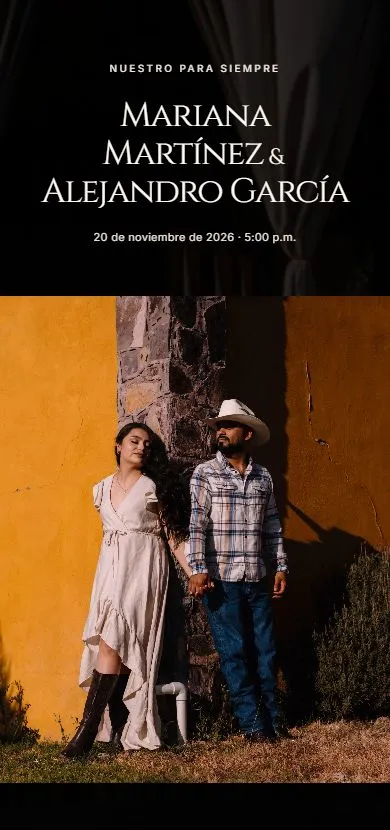 NUESTRO PARA SIEMPRE
MARIANA
MARTÍNEZ &
ALEJANDRO GARCÍA
20 de noviembre de 2026 · 5:00 p.m.